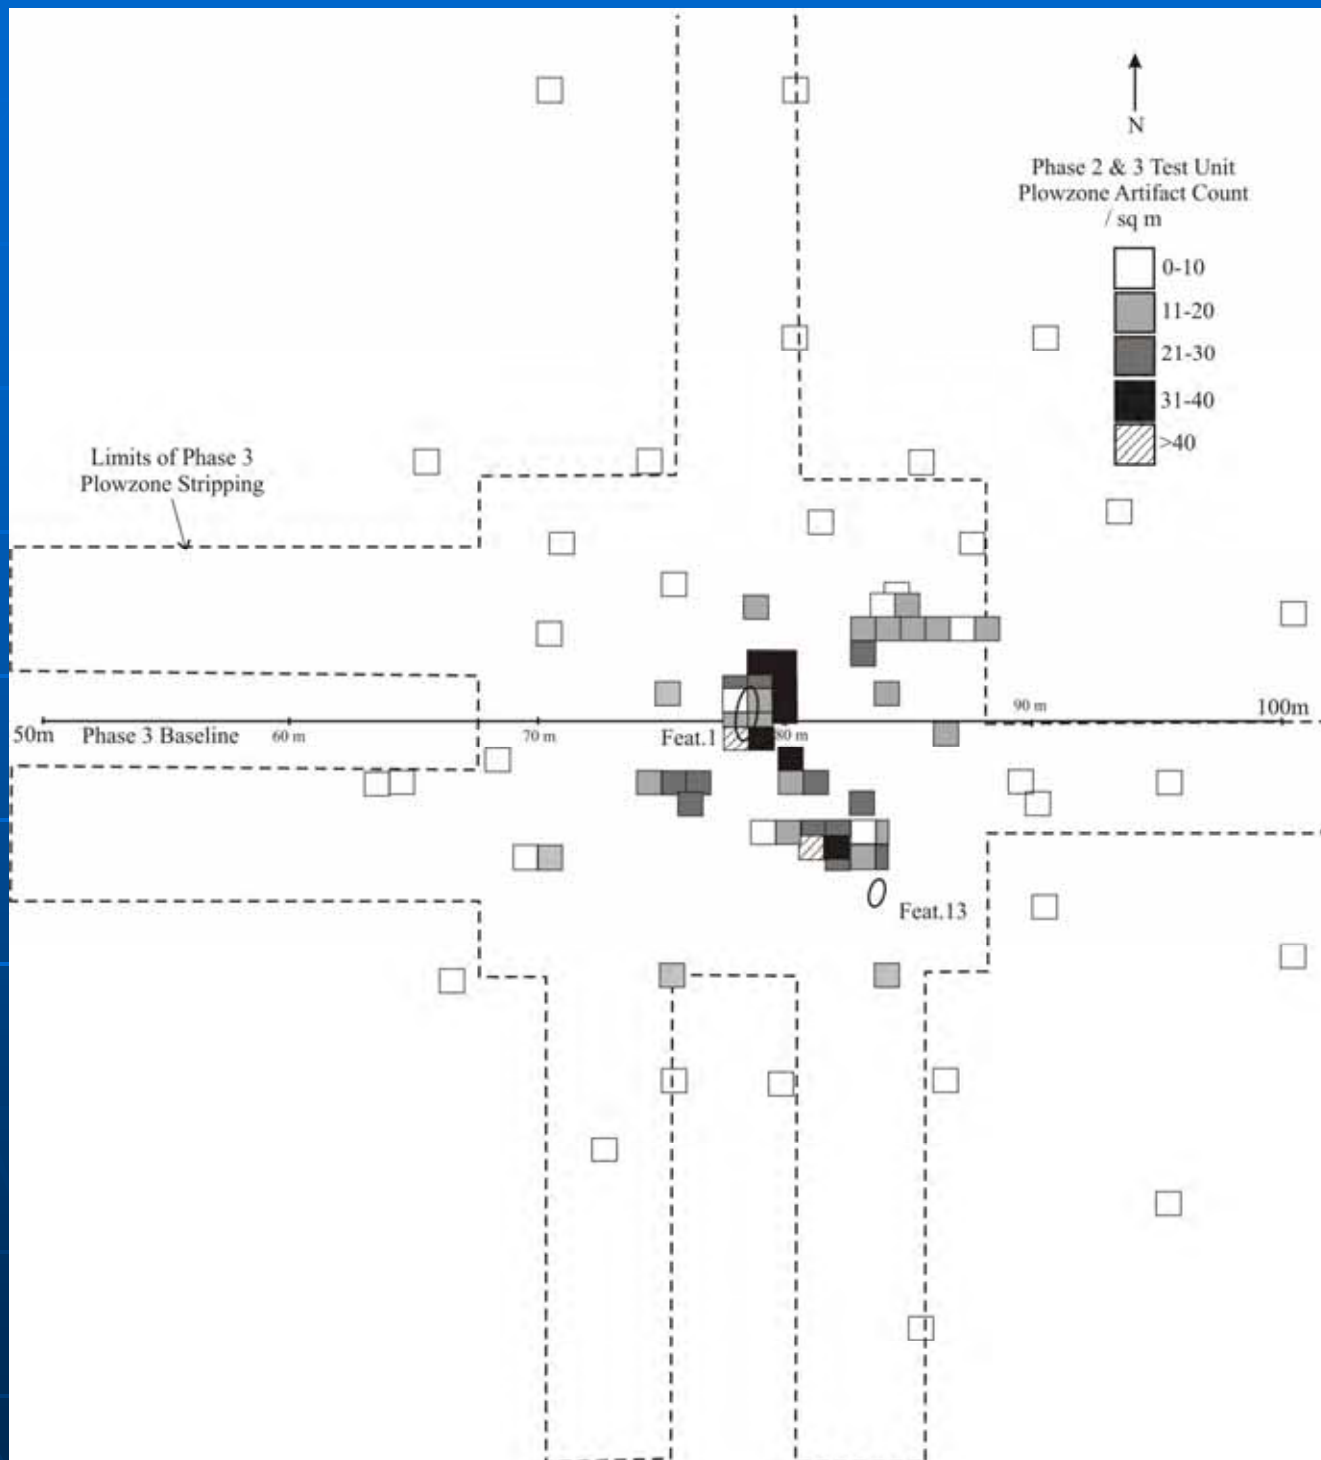 N
Phase 2 & 3 Test Unit
Plowzone Artifact Count
/ sq m
0-10
11-20
21-30
31-40
>40
Limits of Phase 3
Plowzone Stripping
90 m
100m
50m
Phase 3 Baseline
60 m
70 m
Feat.1
80 m
Feat.13